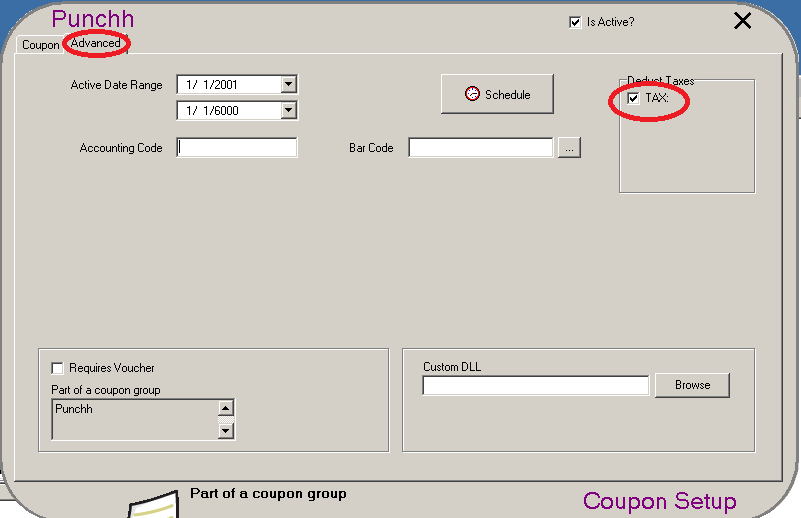 Punchh
Is Active?
Coupon
Advanced
Active Date Range
1/ 1/2001
1/ 1/6000
Schedule
Deduct Taxes
TAX:
Accounting Code
Bar Code
...
Requires Voucher
Part of a coupon group
Punchh
Custom DLL
Browse
Part of a coupon group
Coupon Setup